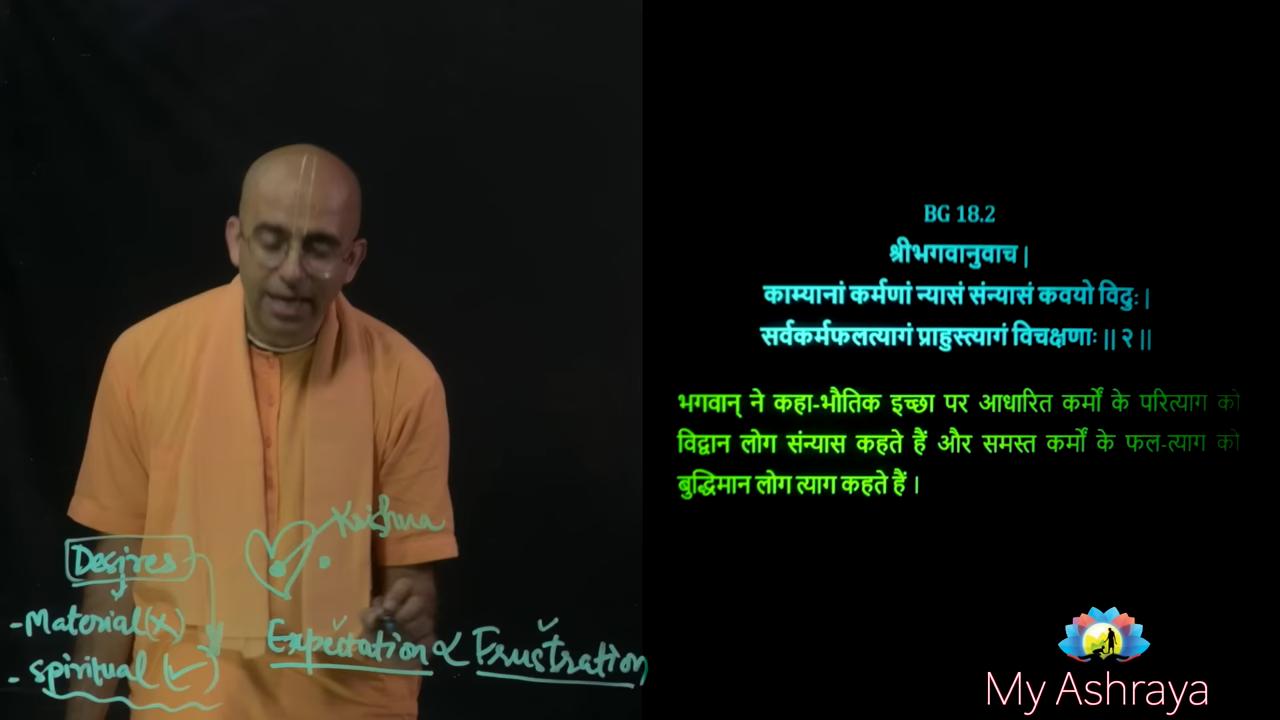 BG 18.2
श्रीभगवानुवाच |
काम्यानां कर्मणां न्यासं संन्यासं कवयो विदुः |
सर्वकर्मफलत्यागं प्राहुस्त्यागं विचक्षणाः || २ ||
भगवान् ने कहा-भौतिक इच्छा पर आधारित कर्मों के परित्याग को
विद्वान लोग संन्यास कहते हैं और समस्त कर्मों के फल-त्याग को
बुद्धिमान लोग त्याग कहते हैं ।
Krishna
Desires
-Material(x)
- Spiritual (✓)
Expectation ∝ Frustration
My Ashraya